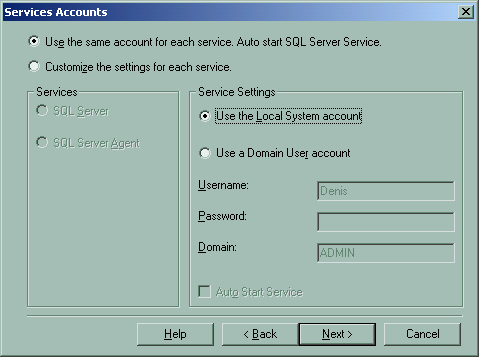 Services Accounts
Use the same account for each service. Auto start SQL Server Service.
Customize the settings for each service.
Services
SQL Server
SQL Server Agent
Service Settings
Use the Local System account
Use a Domain User account
Username:
Denis
Password:
Domain:
ADMIN
Auto Start Service
Help
< Back
Next >
Cancel